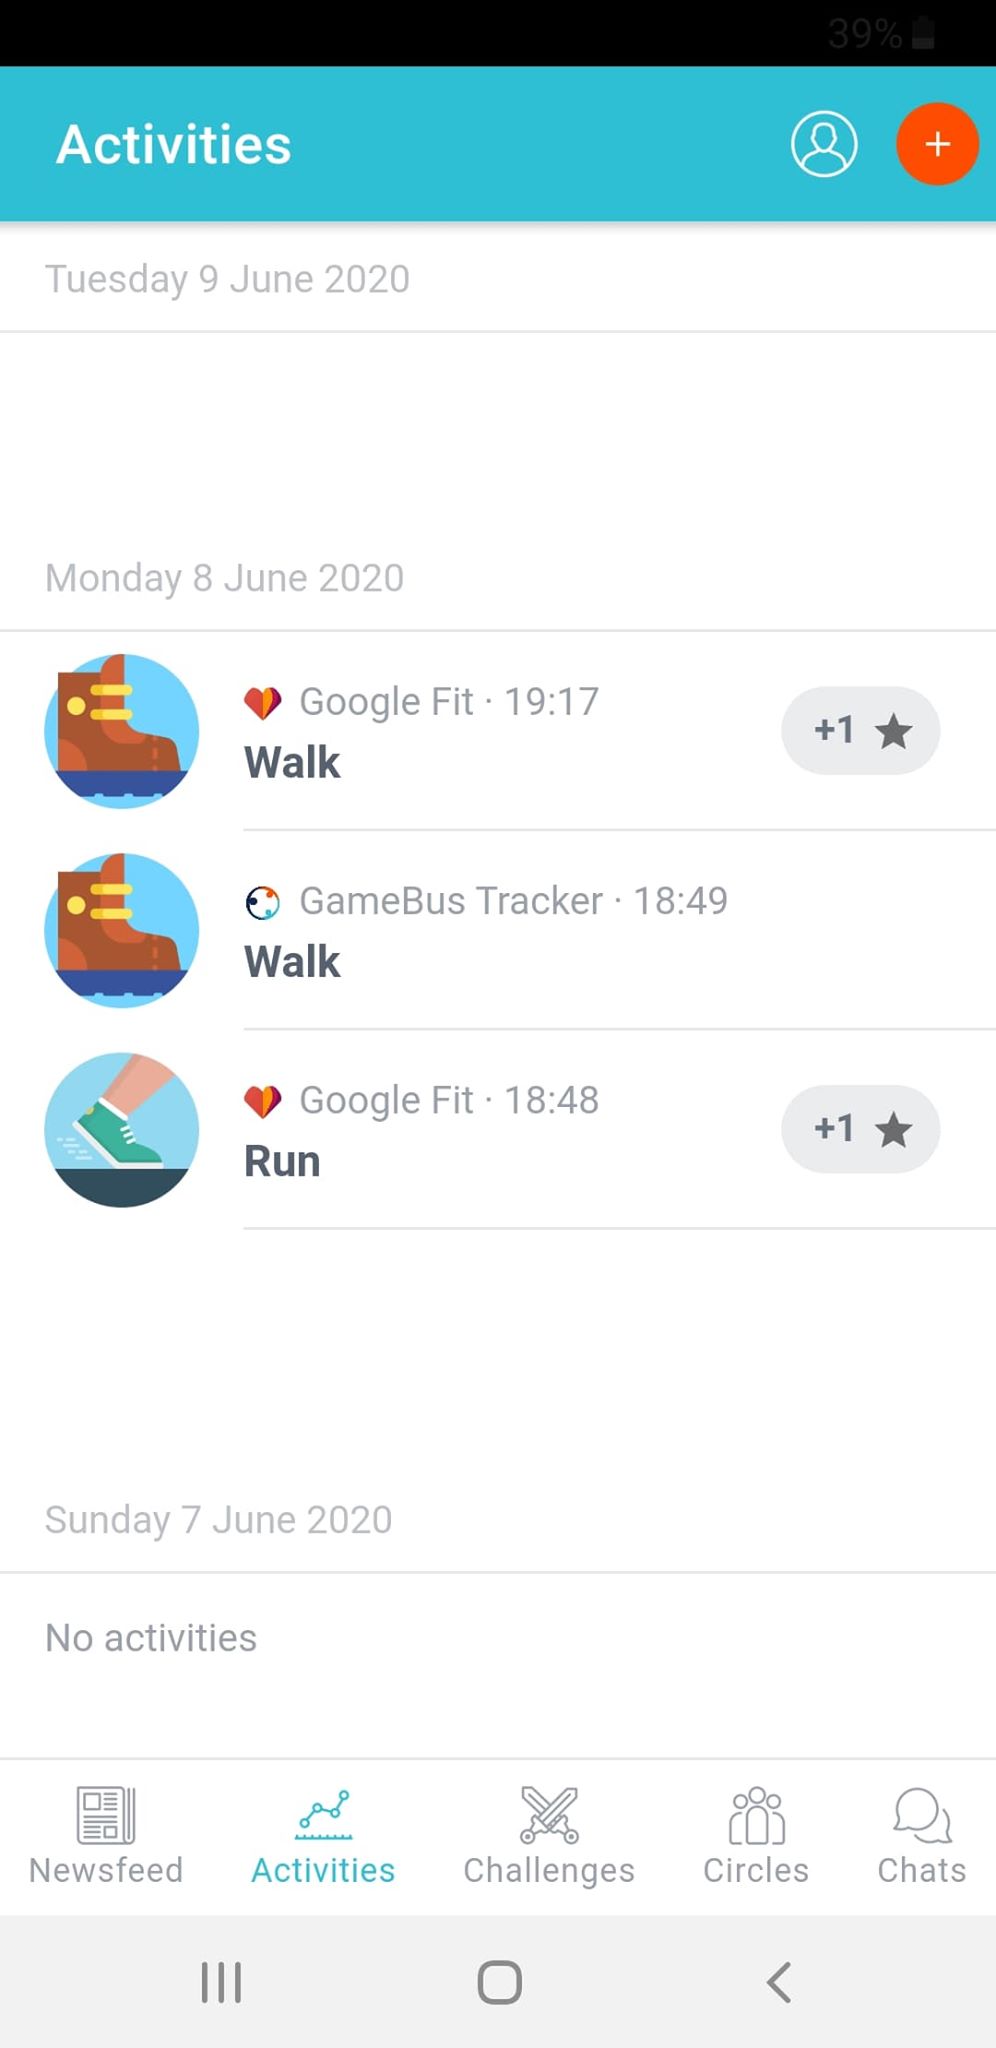 39%
Activities
+
Tuesday 9 June 2020
Monday 8 June 2020
Google Fit · 19:17
Walk
+1
GameBus Tracker · 18:49
Walk
Google Fit · 18:48
Run
+1
Sunday 7 June 2020
No activities
Newsfeed Activities Challenges Circles Chats